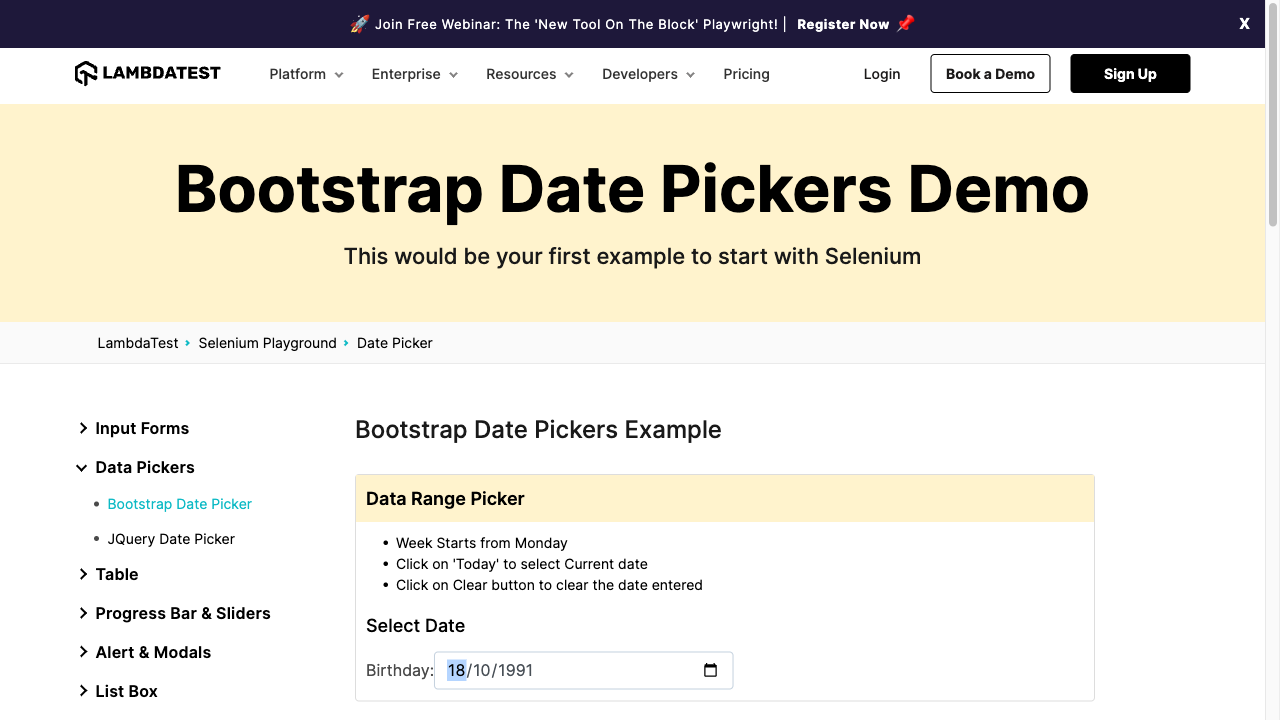 🚀 Join Free Webinar: The 'New Tool On The Block' Playwright! | Register Now 📌 X
LAMBDATEST Platform Enterprise Resources Developers Pricing Login Book a Demo Sign Up
Bootstrap Date Pickers Demo
This would be your first example to start with Selenium
LambdaTest Selenium Playground Date Picker
Input Forms
Data Pickers
Bootstrap Date Picker
JQuery Date Picker
Table
Progress Bar & Sliders
Alert & Modals
List Box
Bootstrap Date Pickers Example
Data Range Picker
• Week Starts from Monday
• Click on 'Today' to select Current date
• Click on Clear button to clear the date entered
Select Date
Birthday: 18/10/1991